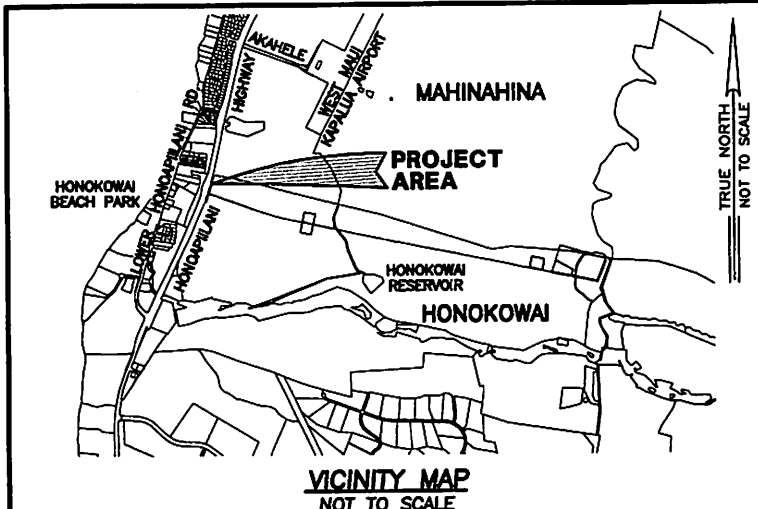 AKAHELE
WEST MAUI
KAPALUA AIRPORT
HIGHWAY
MAHINAHINA
TRUE NORTH
NOT TO SCALE
LOWER HONOAPIILANI RD
PROJECT
AREA
HONOKOWAI
BEACH PARK
HONOAPIILANI
HONOKOWAI
RESERVOIR
HONOKOWAI
VICINITY MAP
NOT TO SCALE